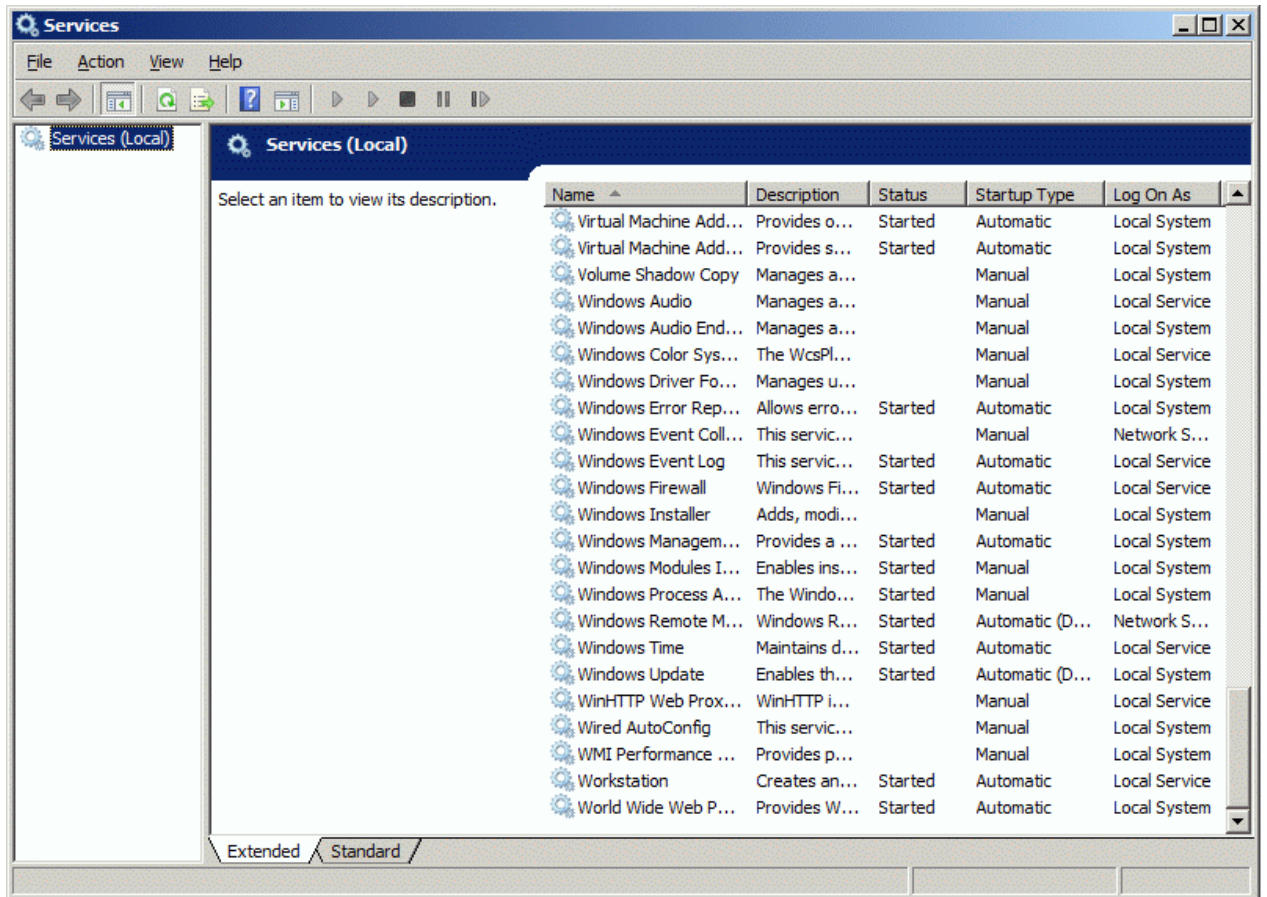 Services
File Action View Help
Services (Local)
Services (Local)
Select an item to view its description.
Name Description Status Startup Type Log On As
Virtual Machine Add... Provides o... Started Automatic Local System
Virtual Machine Add... Provides s... Started Automatic Local System
Volume Shadow Copy Manages a... Manual Local System
Windows Audio Manages a... Manual Local Service
Windows Audio End... Manages a... Manual Local System
Windows Color Sys... The WcsPl... Manual Local Service
Windows Driver Fo... Manages u... Manual Local System
Windows Error Rep... Allows erro... Started Automatic Local System
Windows Event Coll... This servic... Manual Network S...
Windows Event Log This servic... Started Automatic Local Service
Windows Firewall Windows Fi... Started Automatic Local Service
Windows Installer Adds, modi... Manual Local System
Windows Managem... Provides a ... Started Automatic Local System
Windows Modules I... Enables ins... Started Manual Local System
Windows Process A... The Windo... Started Manual Local System
Windows Remote M... Windows R... Started Automatic (D... Network S...
Windows Time Maintains d... Started Automatic Local Service
Windows Update Enables th... Started Automatic (D... Local System
WinHTTP Web Prox... WinHTTP i... Manual Local Service
Wired AutoConfig This servic... Manual Local System
WMI Performance ... Provides p... Manual Local System
Workstation Creates an... Started Automatic Local Service
World Wide Web P... Provides W... Started Automatic Local System
Extended Standard